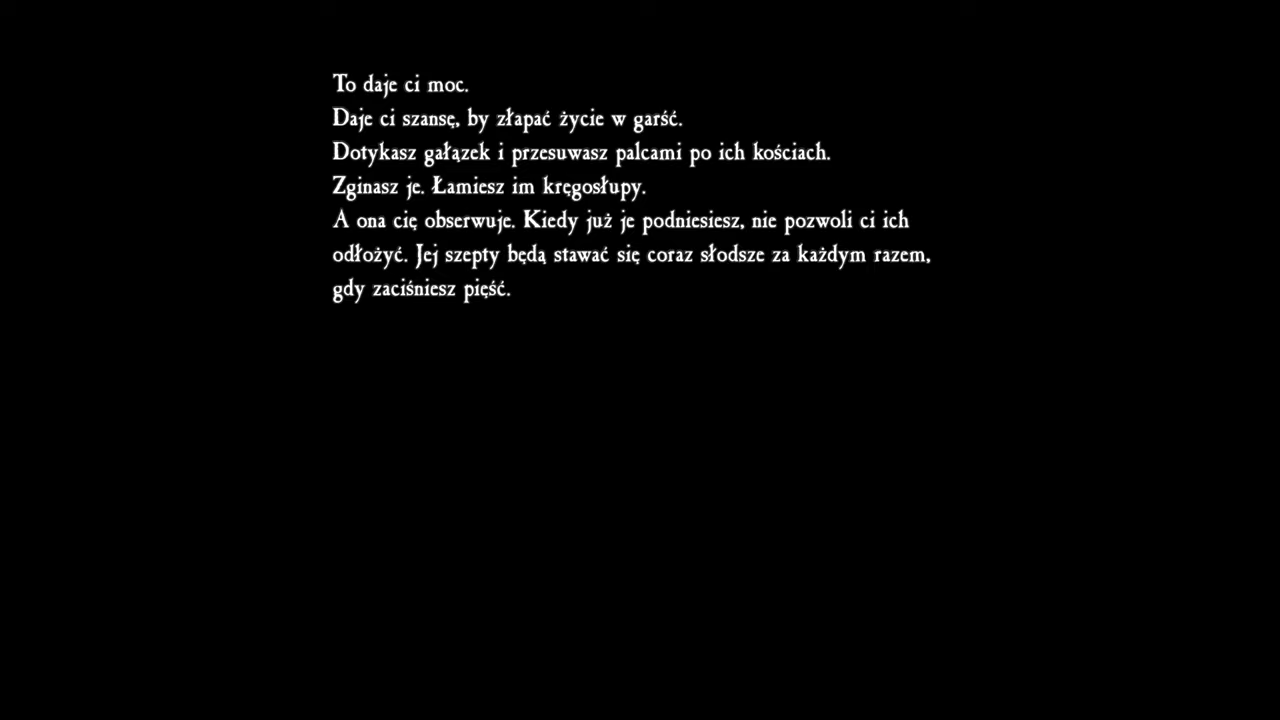 To daje ci moc.
Daje ci szansę, by złapać życie w garść.
Dotykasz gałązek i przesuwasz palcami po ich kościach.
Zginasz je. Łamiesz im kręgosłupy.
A ona cię obserwuje. Kiedy już je podniesiesz, nie pozwoli ci ich
odłożyć. Jej szepty będą stawać się coraz słodsze za każdym razem,
gdy zaciśniesz pięść.